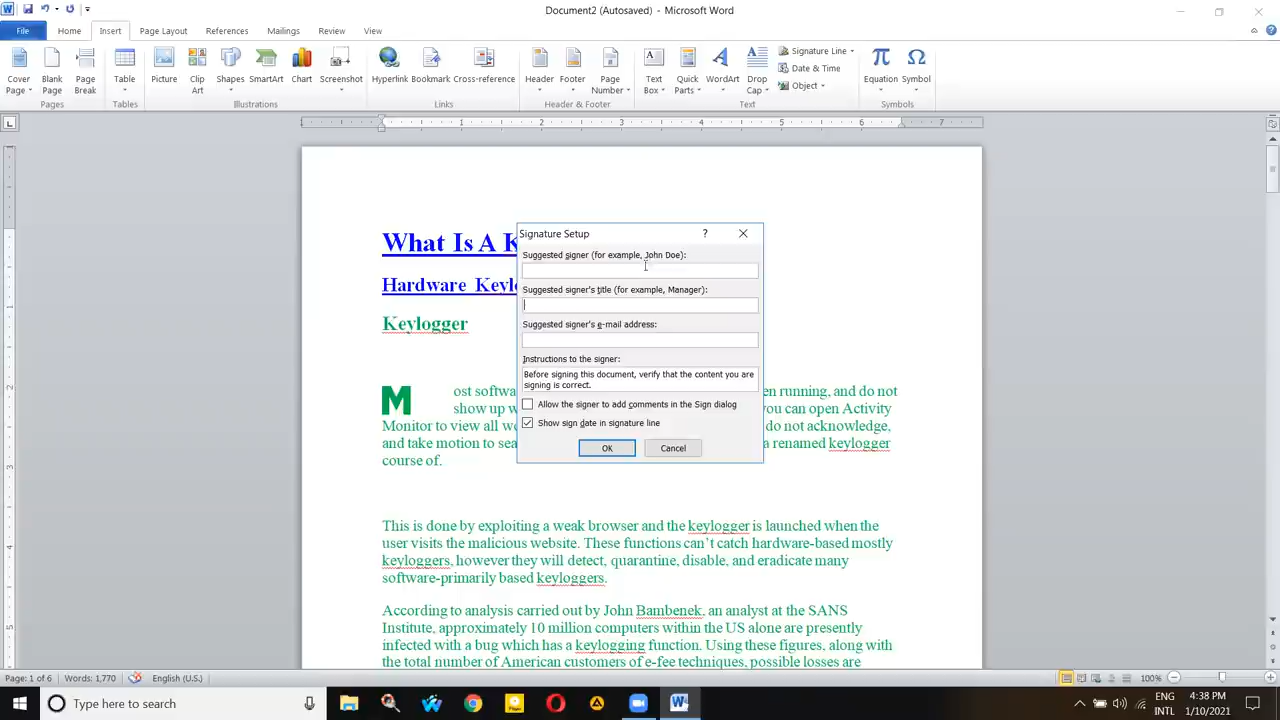 Document2 (Autosaved) - Microsoft Word
File Home Insert Page Layout References Mailings Review View
Cover Page
Blank Page
Page Break
Table
Picture
Clip Art
Shapes
SmartArt
Chart
Screenshot
Hyperlink
Bookmark
Cross-reference
Header
Footer
Page Number
Text Box
Quick Parts
WordArt
Drop Cap
Signature Line
Date & Time
Object
Equation
Symbol
Pages Tables Illustrations Links Header & Footer Text Symbols
1 1 2 3 4 5 6 7
What Is A K
Hardware Keyl
Keylogger
Signature Setup ?
Suggested signer (for example, John Doe):
Suggested signer's title (for example, Manager):
Suggested signer's e-mail address:
Instructions to the signer:
Before signing this document, verify that the content you are
signing is correct.
Allow the signer to add comments in the Sign dialog
Show sign date in signature line
OK Cancel
M
ost softw en running, and do not
show up w you can open Activity
Monitor to view all w do not acknowledge,
and take motion to sea a renamed keylogger
course of.
This is done by exploiting a weak browser and the keylogger is launched when the
user visits the malicious website. These functions can’t catch hardware-based mostly
keyloggers, however they will detect, quarantine, disable, and eradicate many
software-primarily based keyloggers.
According to analysis carried out by John Bambenek, an analyst at the SANS
Institute, approximately 10 million computers within the US alone are presently
infected with a bug which has a keylogging function. Using these figures, along with
the total number of American customers of e-fee techniques, possible losses are
Page: 1 of 6 Words: 1,770 English (U.S.) 100%
Type here to search
ENG
INTL
4:38 PM
1/10/2021